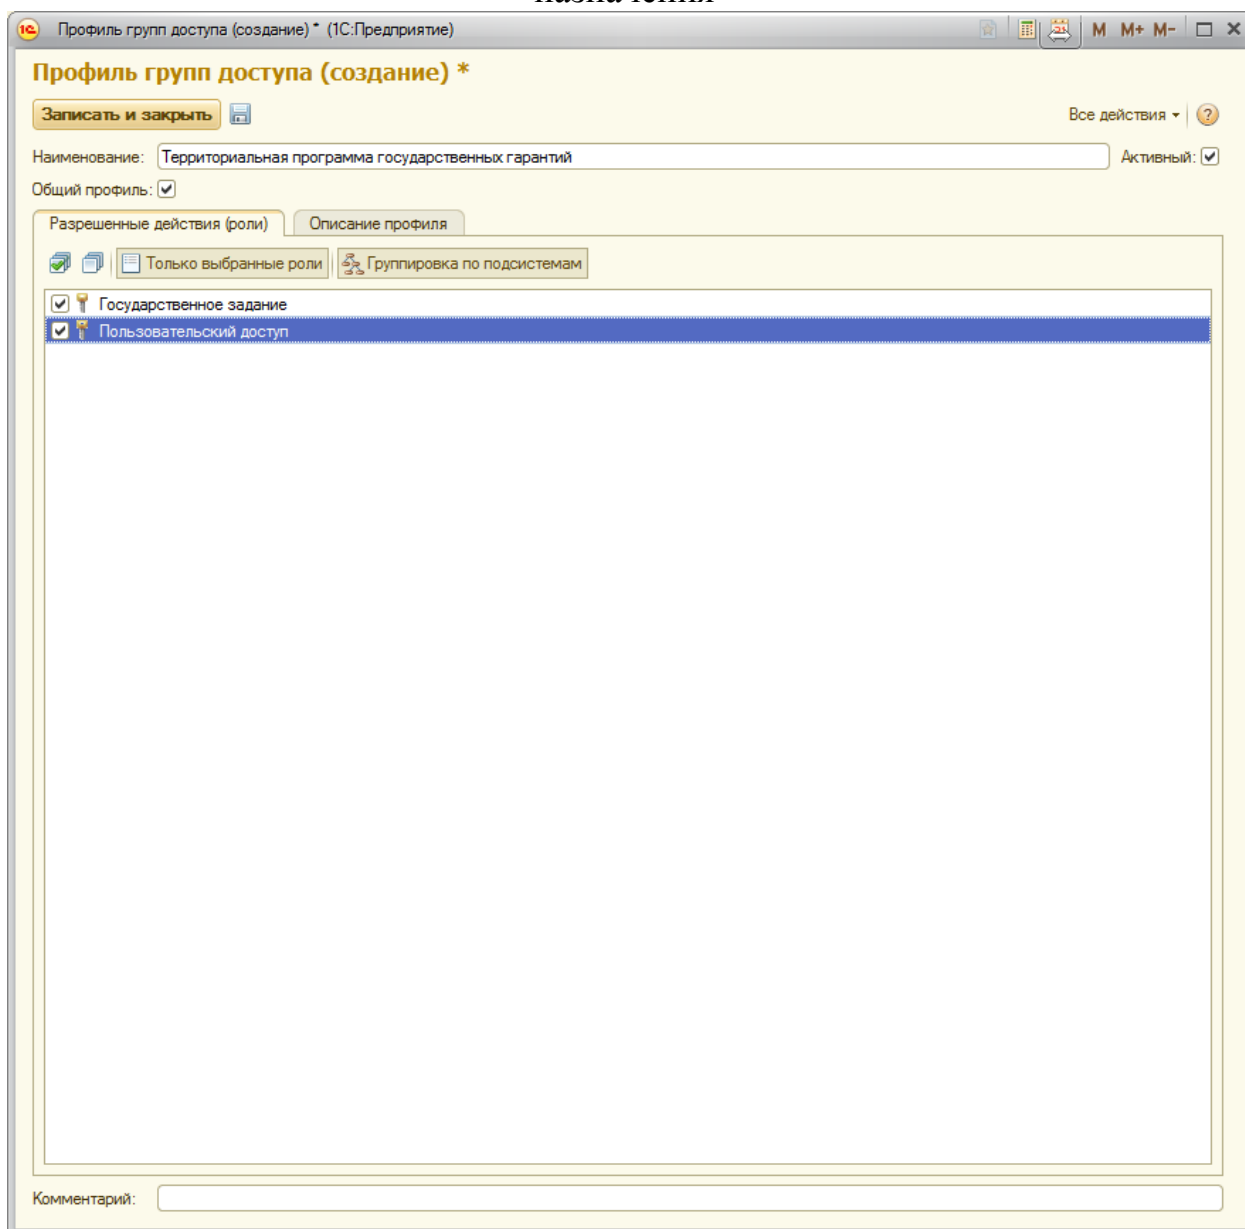 назначения
Профиль групп доступа (создание) * (1С:Предприятие)
M M+ M-
Профиль групп доступа (создание) *
Записать и закрыть
Все действия
Наименование: Территориальная программа государственных гарантий Активный:
Общий профиль:
Разрешенные действия (роли) Описание профиля
Только выбранные роли Группировка по подсистемам
Государственное задание
Пользовательский доступ
Комментарий: